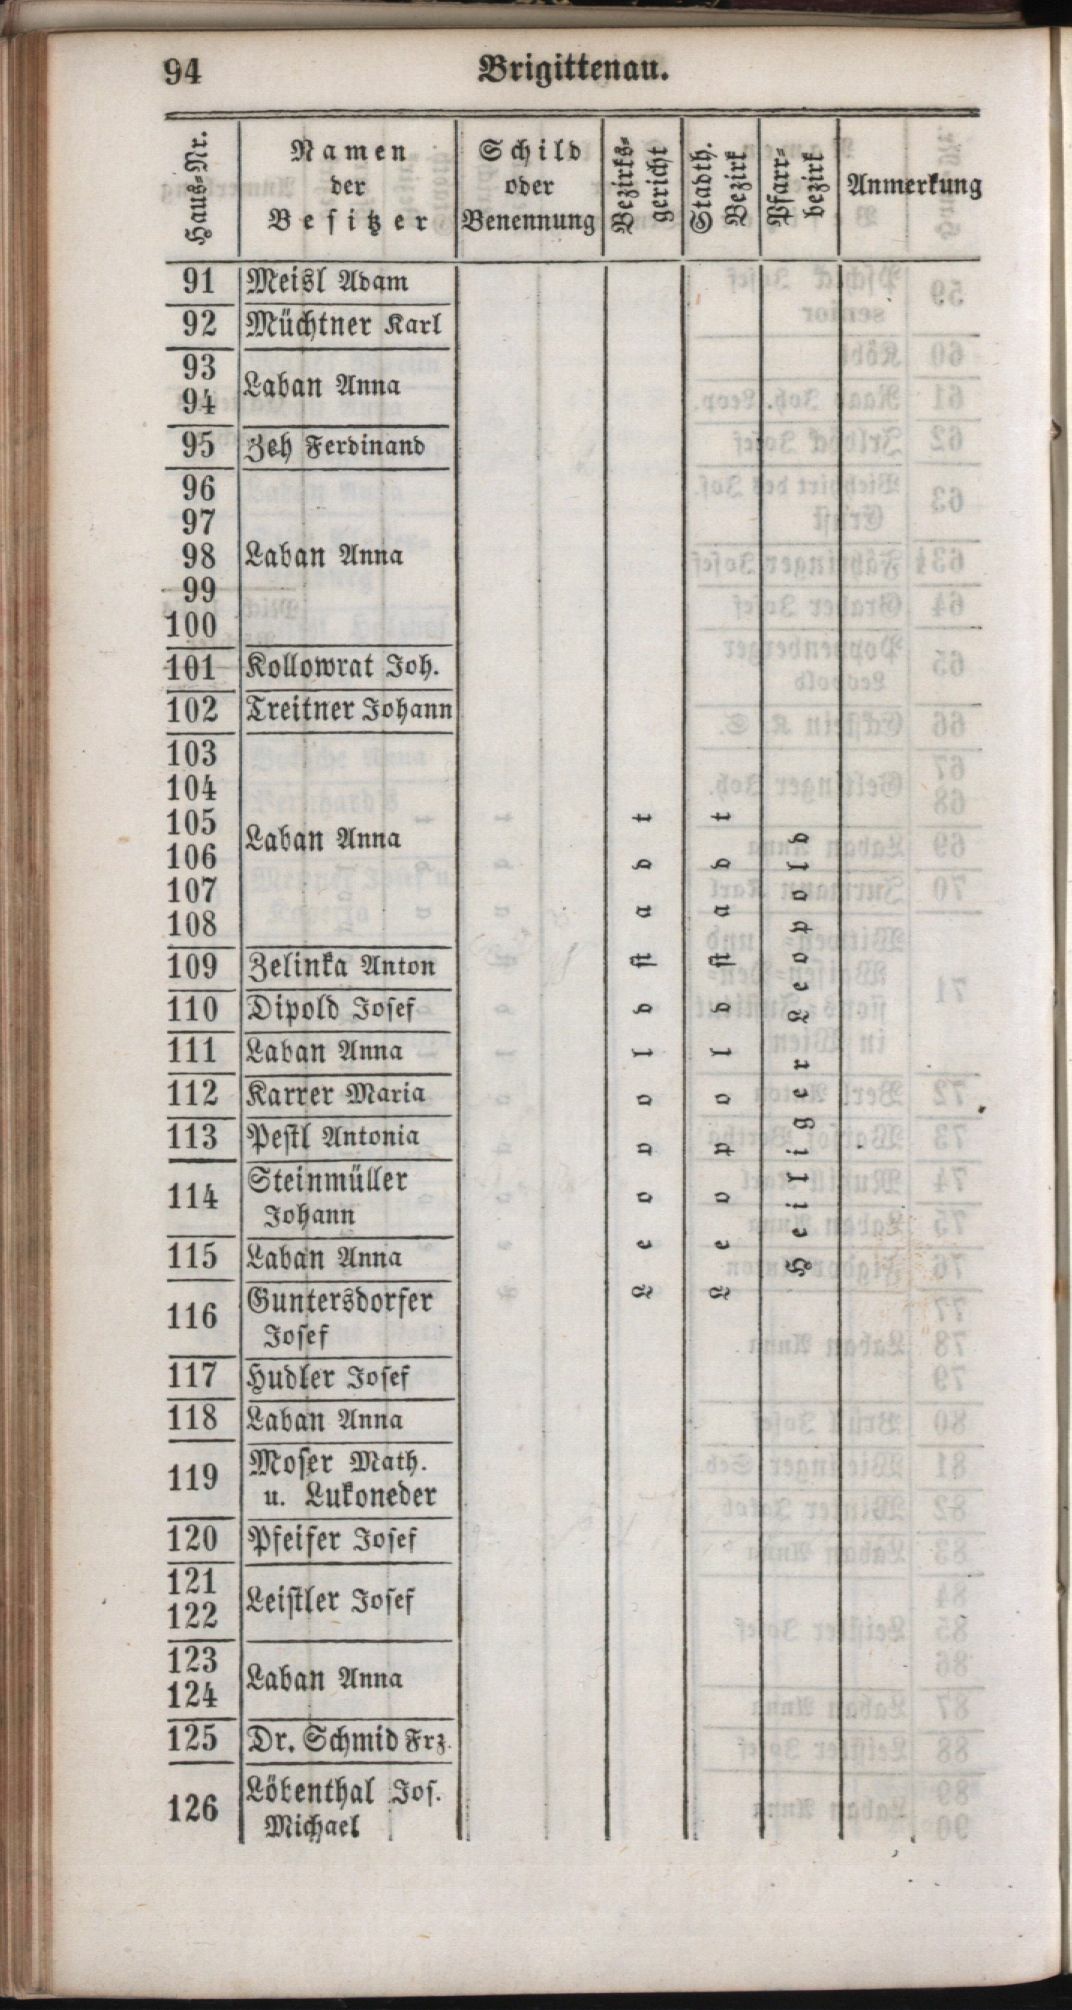 94
Brigittenau.
Haus-Nr.
Namen
der
Besitzer
Schild
oder
Benennung
Bezirks-
gericht
Stadth.
Bezirk
Pfarr-
bezirk
Anmerkung
91 Meisl Adam
92 Müchtner Karl
93
94
Laban Anna
95 Zeh Ferdinand
96
97
98 Laban Anna
99
100
101 Kollowrat Joh.
102 Treitner Johann
103
104
105
106
107
108
Laban Anna
109 Zelinka Anton
110 Dipold Josef
111 Laban Anna
112 Karrer Maria
113 Pestl Antonia
114 Steinmüller
Johann
115 Laban Anna
116 Guntersdorfer
Josef
117 Hudler Josef
118 Laban Anna
119 Moser Math.
u. Lukoneder
120 Pfeifer Josef
121
122
Leistler Josef
123
124
Laban Anna
125 Dr. Schmid Frz.
126 Löbenthal Jos.
Michael
Leopoldstadt
Leopoldstadt
Heiliger Leopold